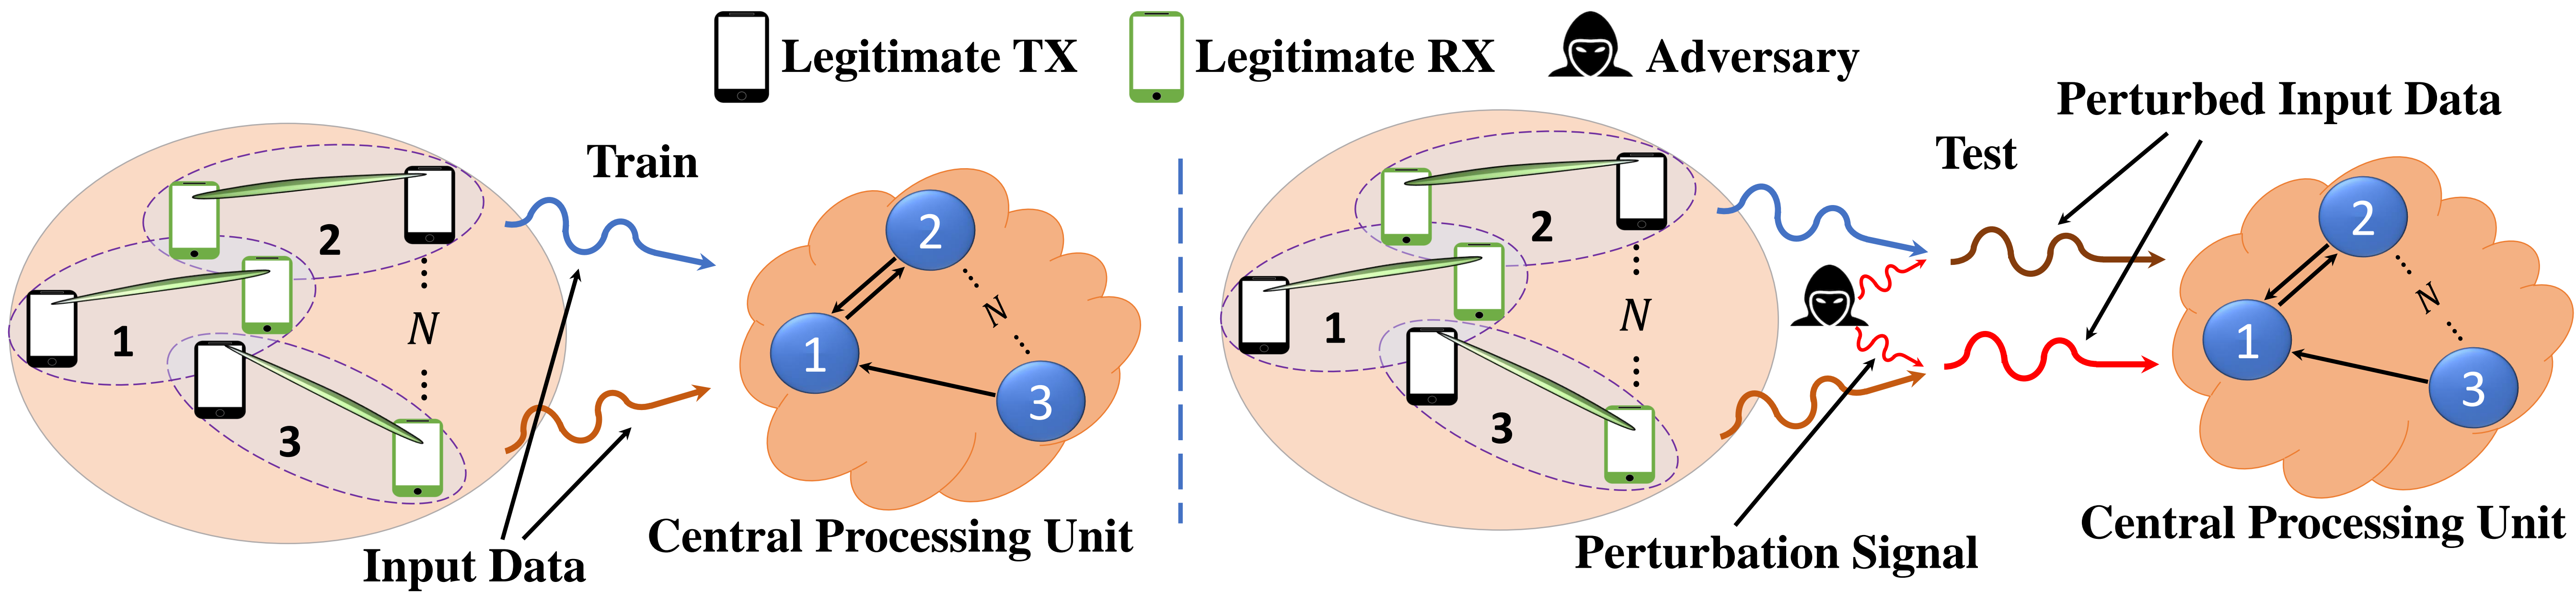 Legitimate TX
Legitimate RX
Adversary
Train
2
1
N
3
Input Data
2
1
N
3
Central Processing Unit
Perturbed Input Data
Test
2
1
N
3
Perturbation Signal
2
1
N
3
Central Processing Unit